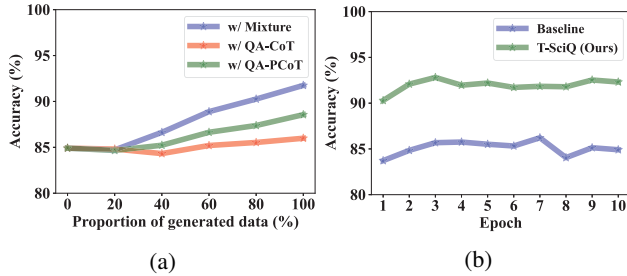 100
95
90
85
80
Accuracy (%)
w/ Mixture
w/ QA-CoT
w/ QA-PCoT
0 20 40 60 80 100
Proportion of generated data (%)
(a)
100
95
90
85
80
Accuracy (%)
Baseline
T-SciQ (Ours)
1 2 3 4 5 6 7 8 9 10
Epoch
(b)